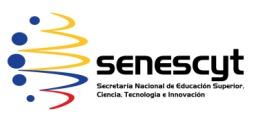 senescyt
Secretaría Nacional de Educación Superior,
Ciencia, Tecnología e Innovación